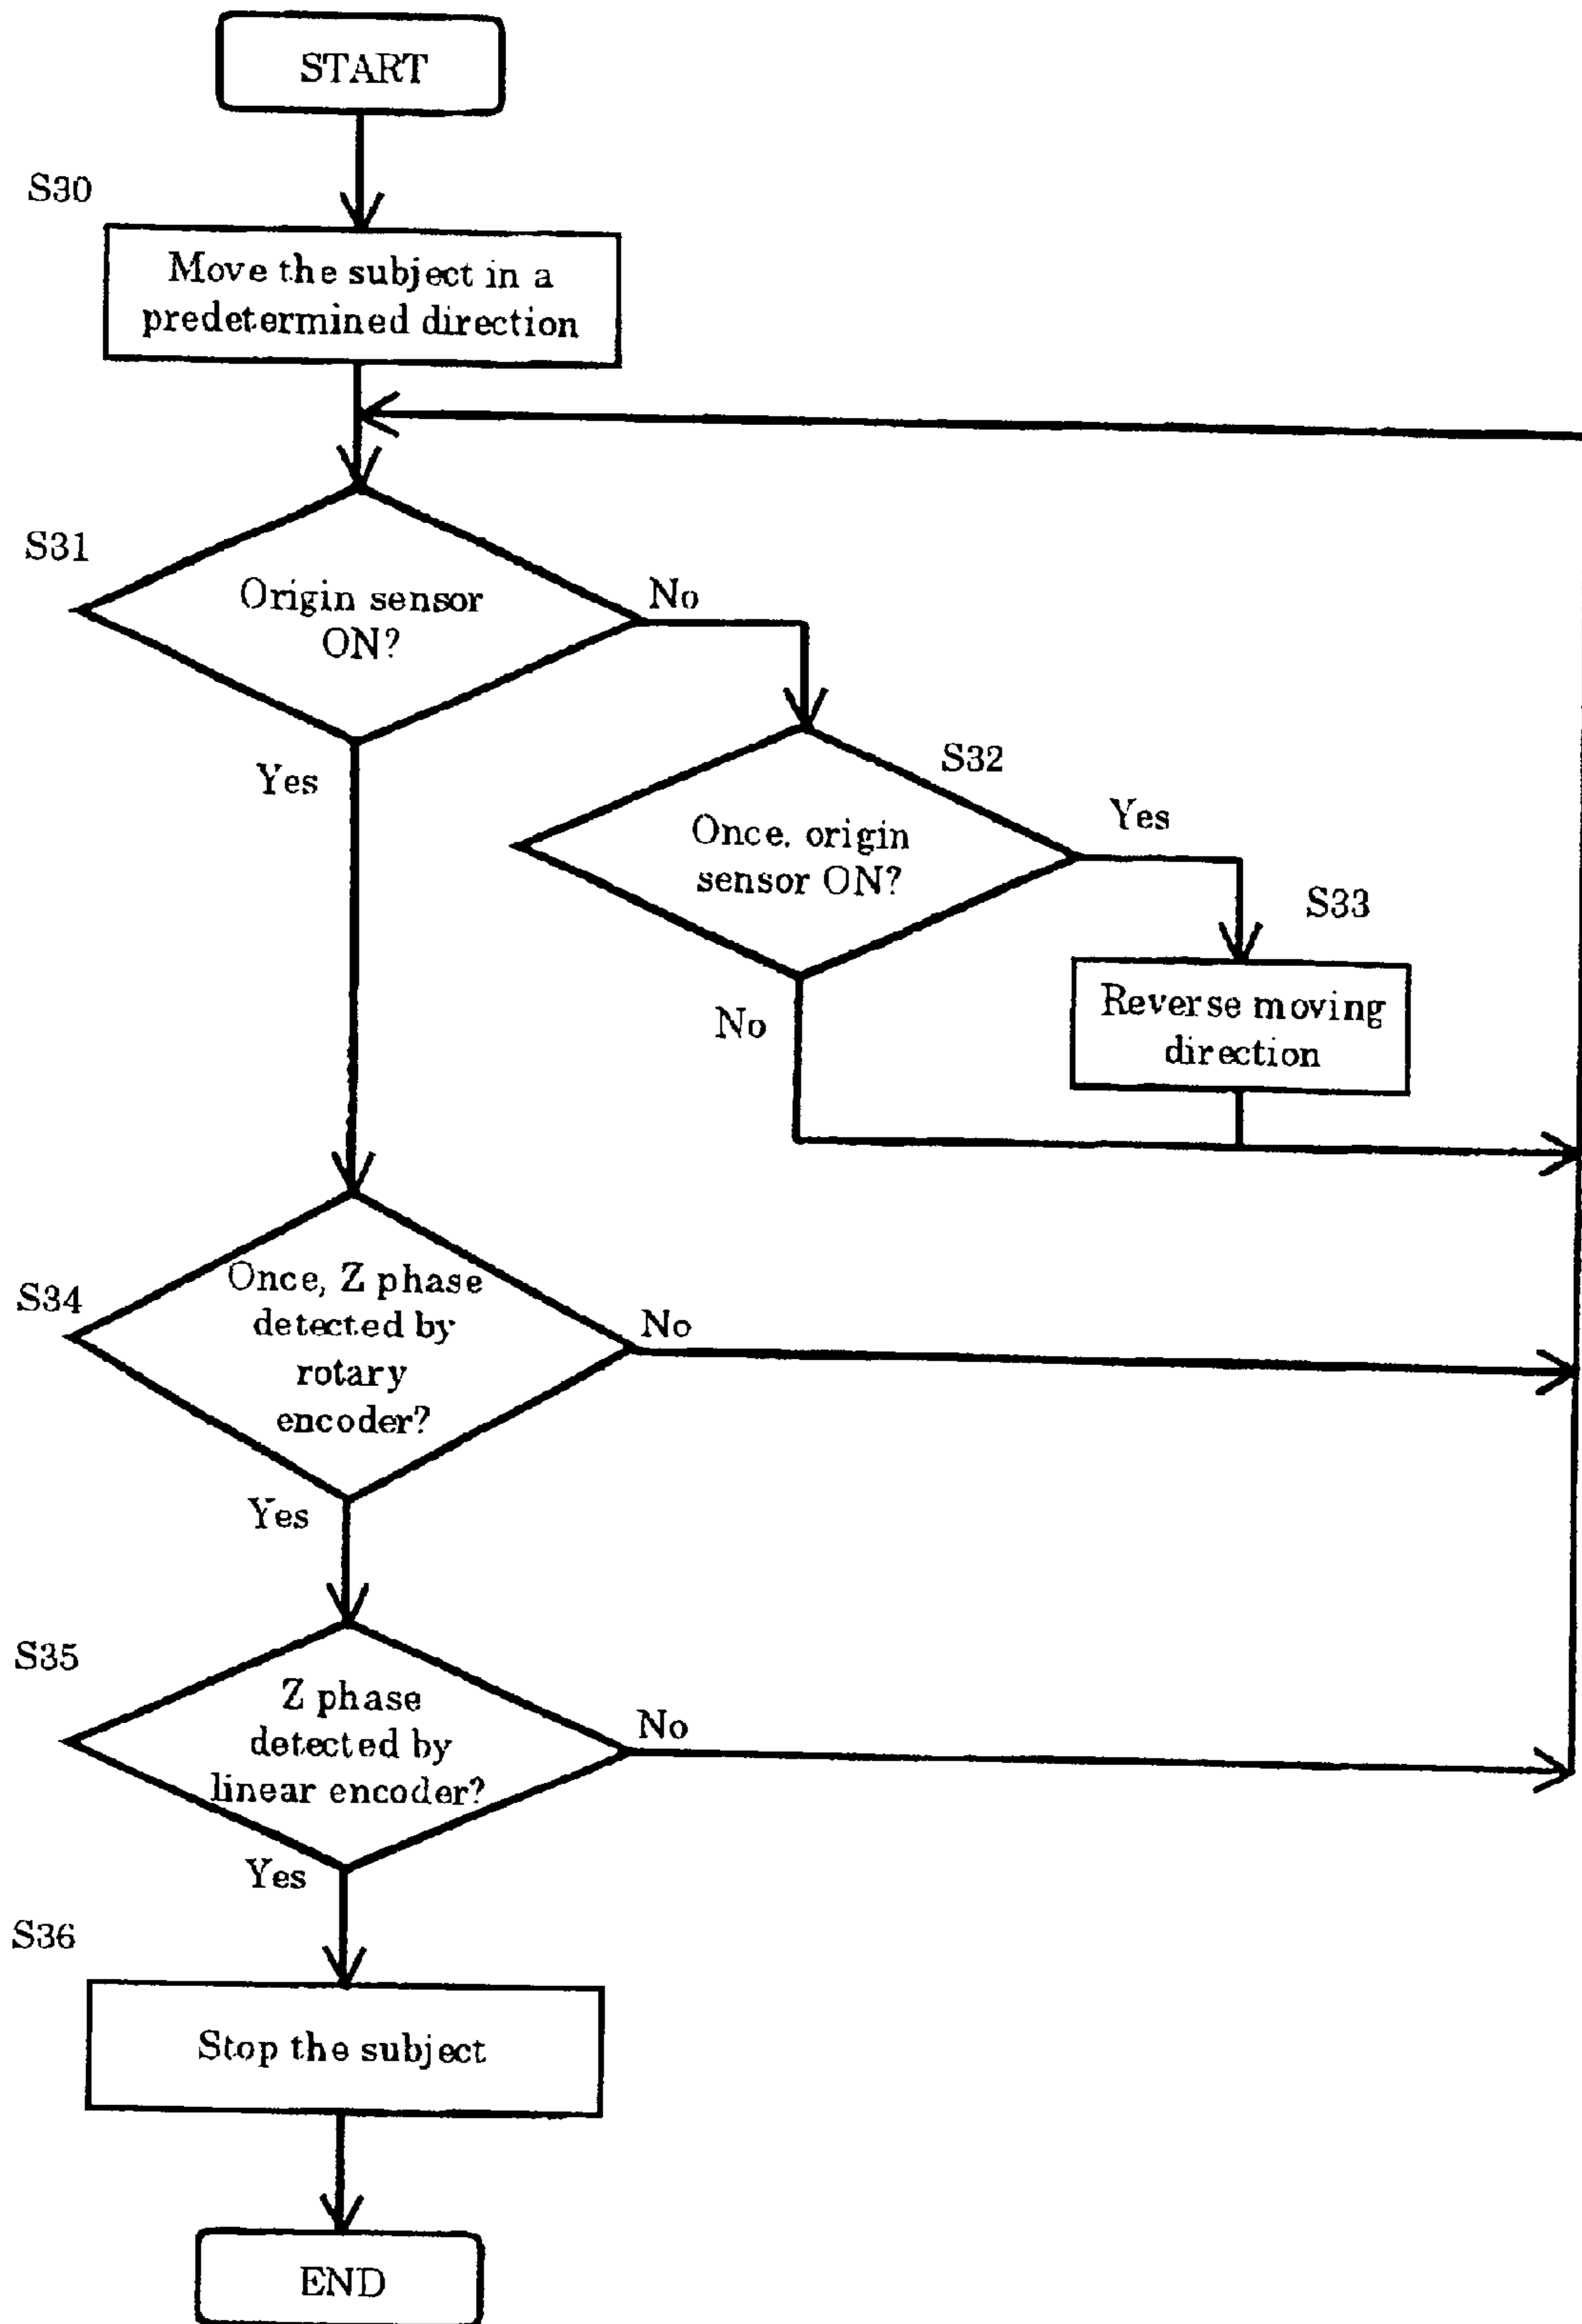 START
S30
Move the subject in a
predetermined direction
S31
Origin sensor
ON?
No
Yes
S32
Once, origin
sensor ON?
Yes
No
S33
Reverse moving
direction
S34
Once, Z phase
detected by
rotary
encoder?
No
Yes
S35
Z phase
detected by
linear encoder?
No
Yes
S36
Stop the subject
END